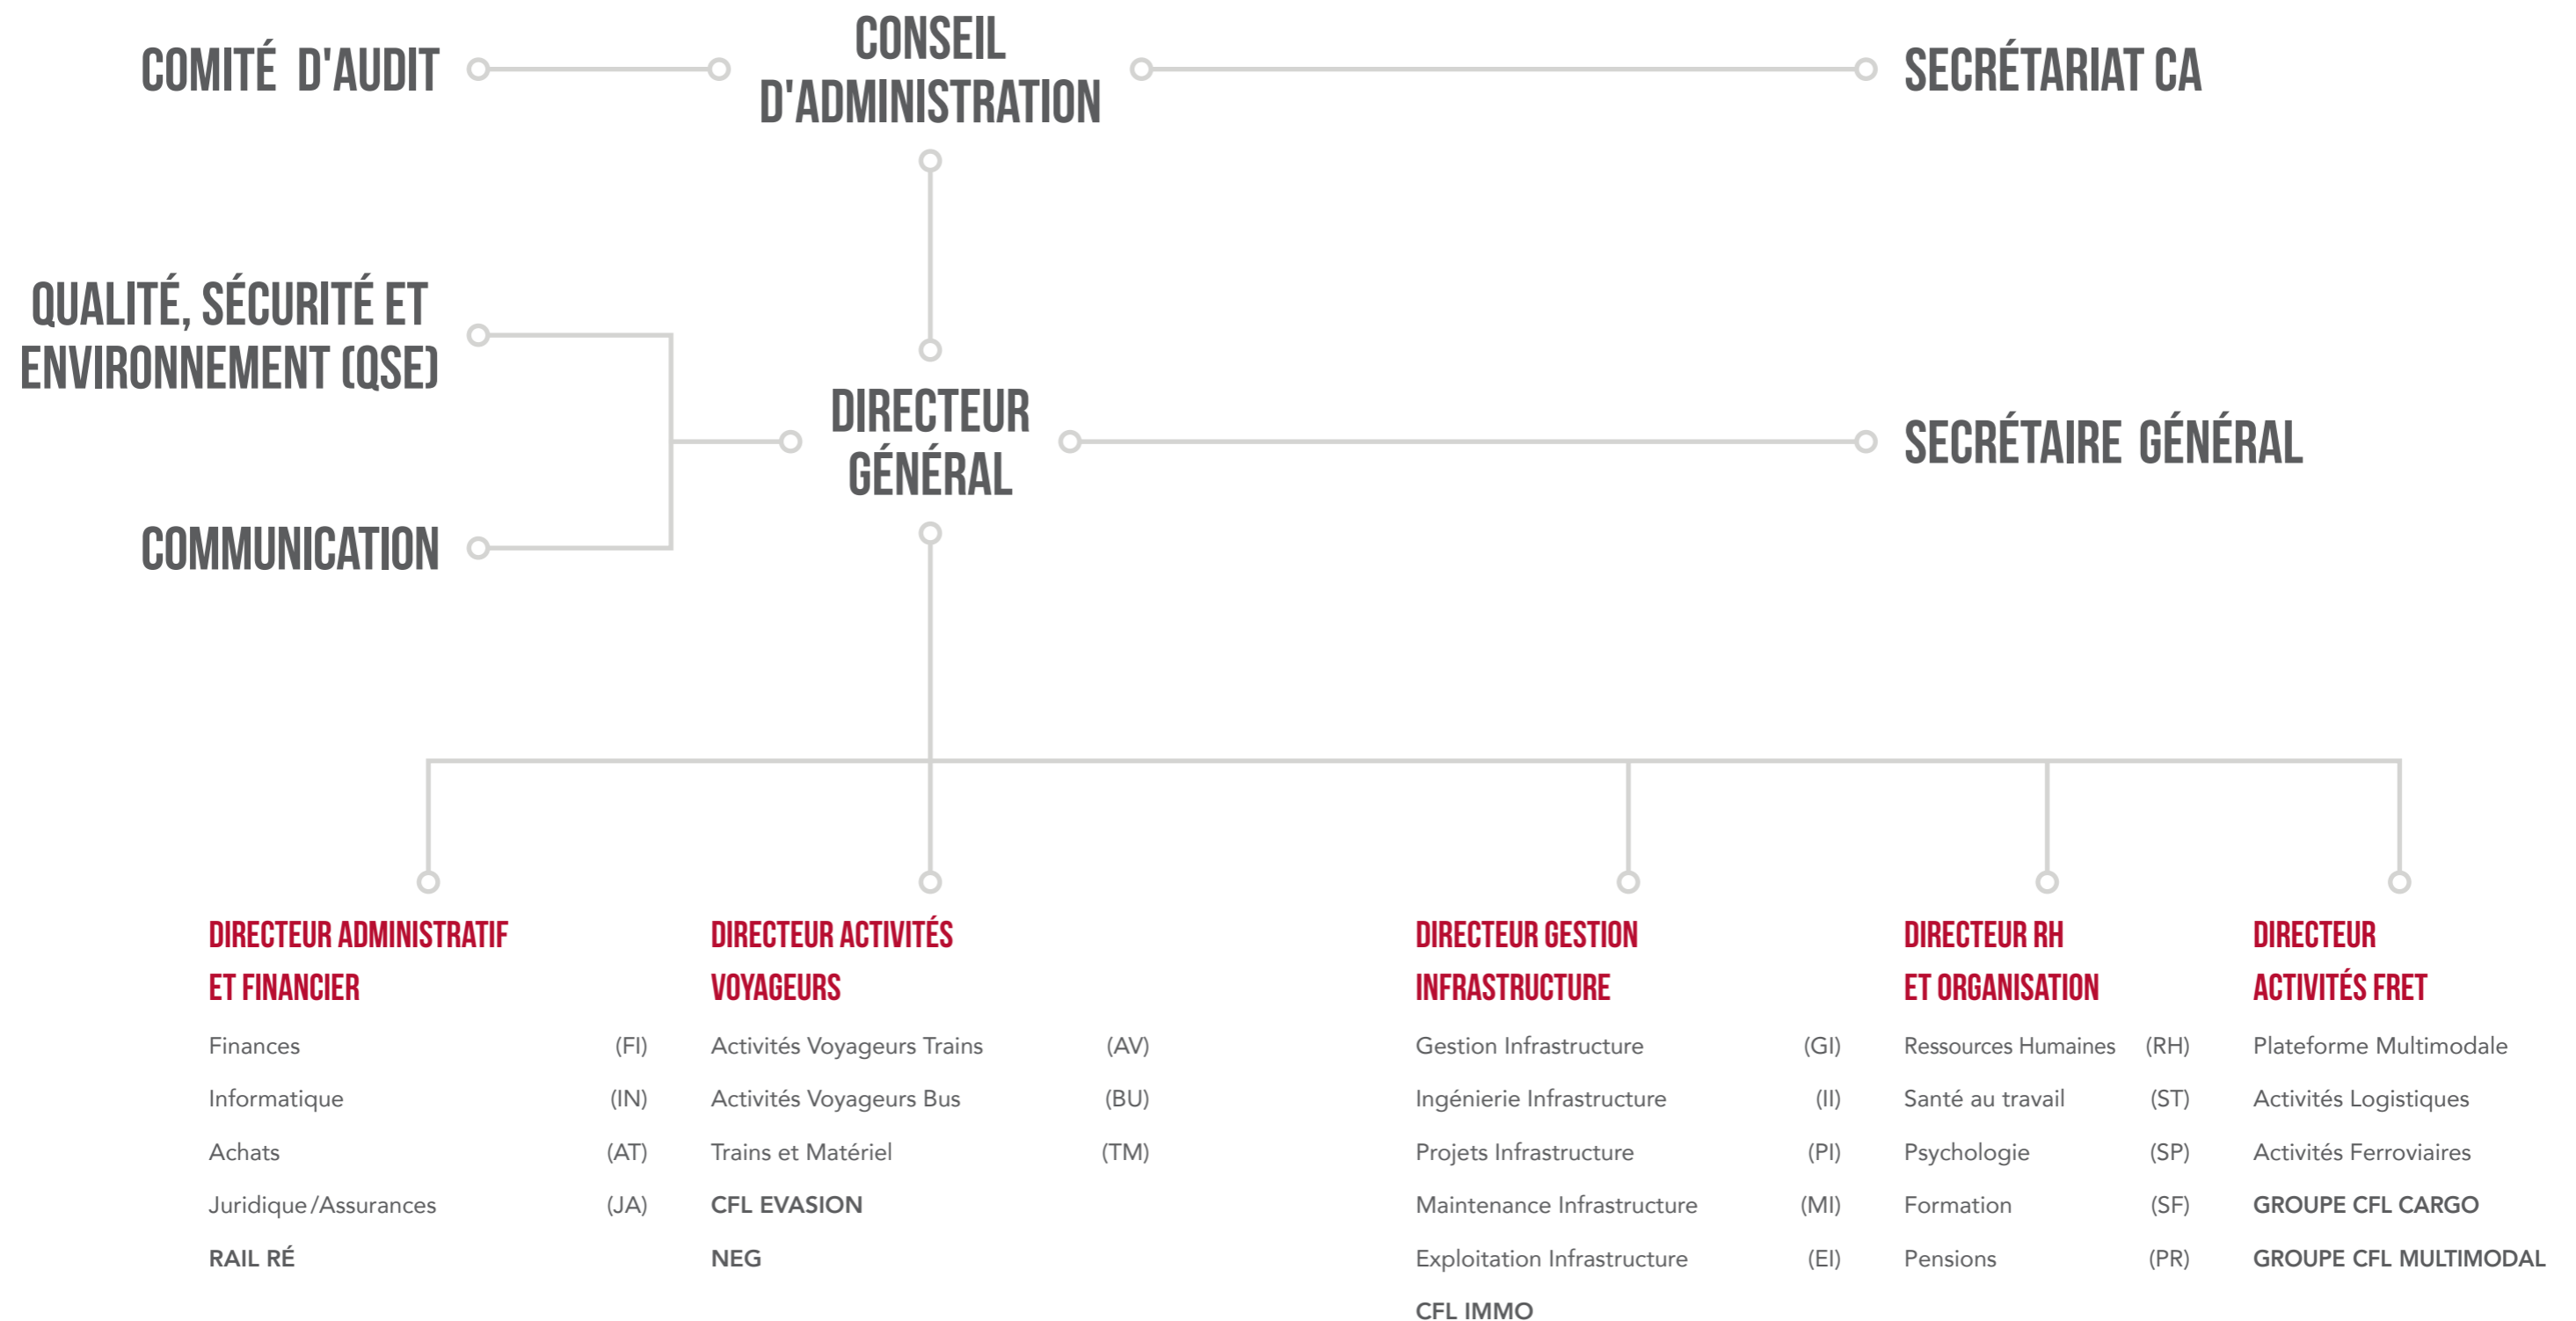 COMITÉ D'AUDIT
CONSEIL
D'ADMINISTRATION
SECRÉTARIAT CA
QUALITÉ, SÉCURITÉ ET
ENVIRONNEMENT (QSE)
DIRECTEUR
GÉNÉRAL
SECRÉTAIRE GÉNÉRAL
COMMUNICATION
DIRECTEUR ADMINISTRATIF
ET FINANCIER
Finances (FI)
Informatique (IN)
Achats (AT)
Juridique/Assurances (JA)
RAIL RÉ
DIRECTEUR ACTIVITÉS
VOYAGEURS
Activités Voyageurs Trains (AV)
Activités Voyageurs Bus (BU)
Trains et Matériel (TM)
CFL EVASION
NEG
DIRECTEUR GESTION
INFRASTRUCTURE
Gestion Infrastructure (GI)
Ingénierie Infrastructure (II)
Projets Infrastructure (PI)
Maintenance Infrastructure (MI)
Exploitation Infrastructure (EI)
CFL IMMO
DIRECTEUR RH
ET ORGANISATION
Ressources Humaines (RH)
Santé au travail (ST)
Psychologie (SP)
Formation (SF)
Pensions (PR)
DIRECTEUR
ACTIVITÉS FRET
Plateforme Multimodale
Activités Logistiques
Activités Ferroviaires
GROUPE CFL CARGO
GROUPE CFL MULTIMODAL